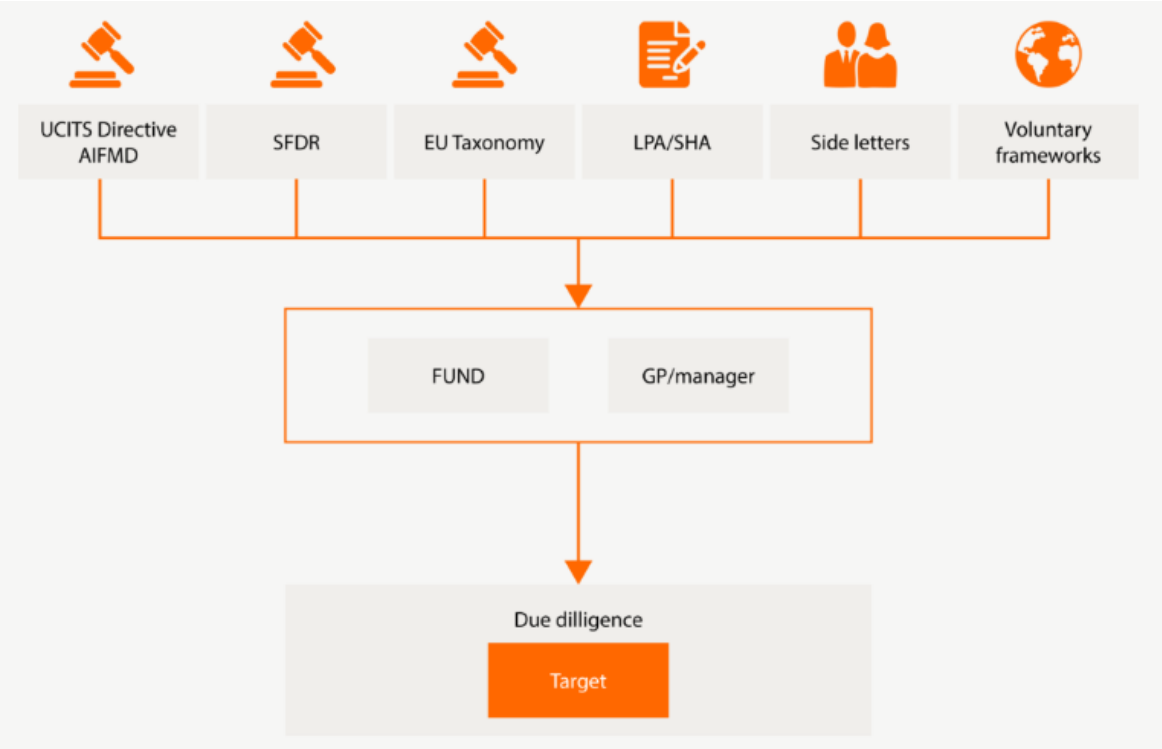 UCITS Directive
AIFMD
SFDR
EU Taxonomy
LPA/SHA
Side letters
Voluntary
frameworks
FUND
GP/manager
Due dilligence
Target